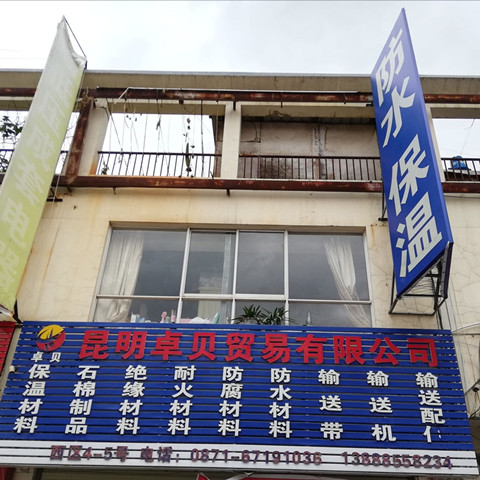 防水保温
卓贝
昆明卓贝贸易有限公司
保温材料
石棉制品
绝缘材料
耐火材料
防腐材料
防水材料
输送带
输送机
输送配件
西区4-5号 电话：0871-67191036 13888558234